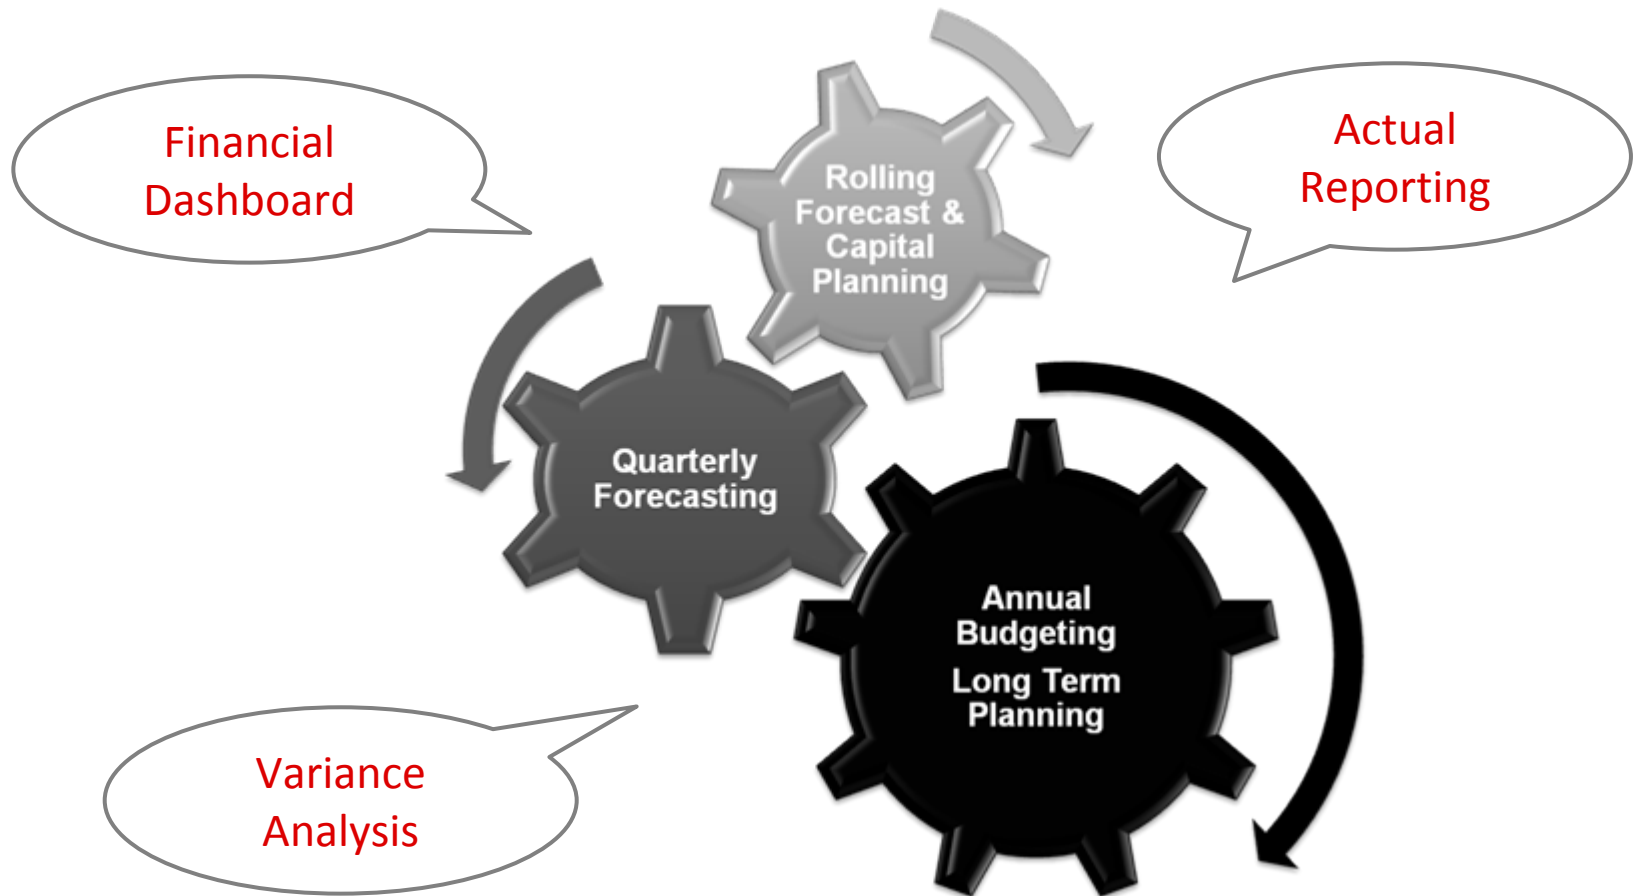 Financial
Dashboard
Actual
Reporting
Rolling
Forecast &
Capital
Planning
Quarterly
Forecasting
Annual
Budgeting
Long Term
Planning
Variance
Analysis